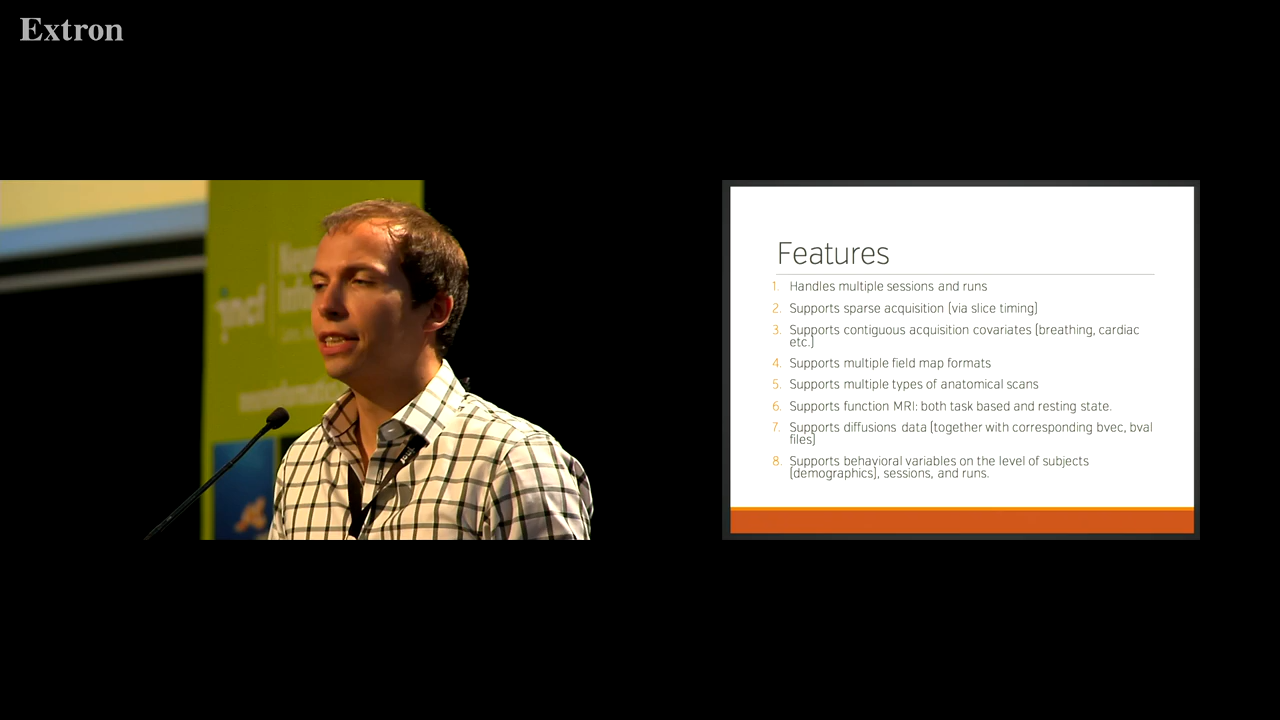 Extron
incf
Features
1. Handles multiple sessions and runs
2. Supports sparse acquisition (via slice timing)
3. Supports contiguous acquisition covariates (breathing, cardiac
etc.)
4. Supports multiple field map formats
5. Supports multiple types of anatomical scans
6. Supports function MRI: both task based and resting state.
7. Supports diffusions data (together with corresponding bvec, bval
files)
8. Supports behavioral variables on the level of subjects
(demographics), sessions, and runs.